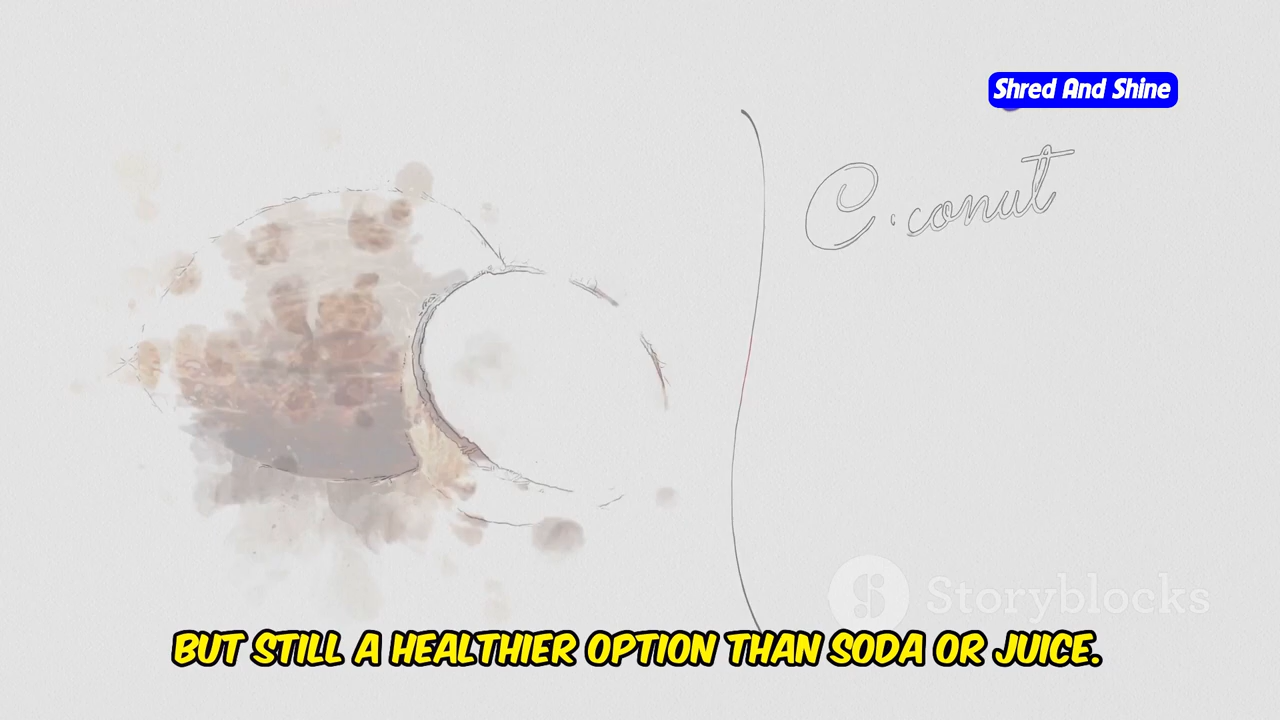 Shred And Shine
C·conut
Storyblocks
BUT STILL A HEALTHIER OPTION THAN SODA OR JUICE.